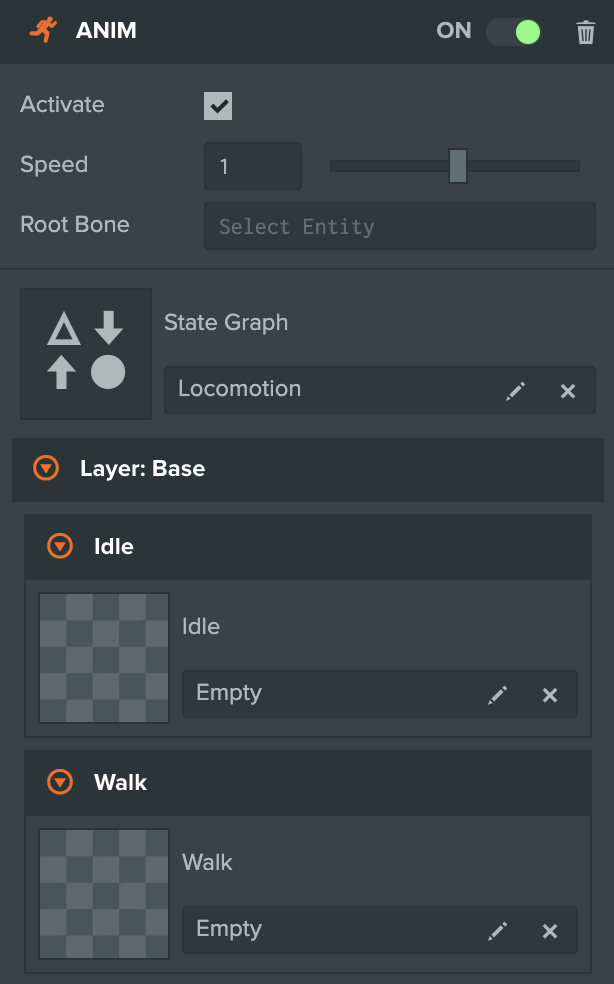 ANIM
ON
Activate
Speed
1
Root Bone
Select Entity
State Graph
Locomotion
Layer: Base
Idle
Idle
Empty
Walk
Walk
Empty